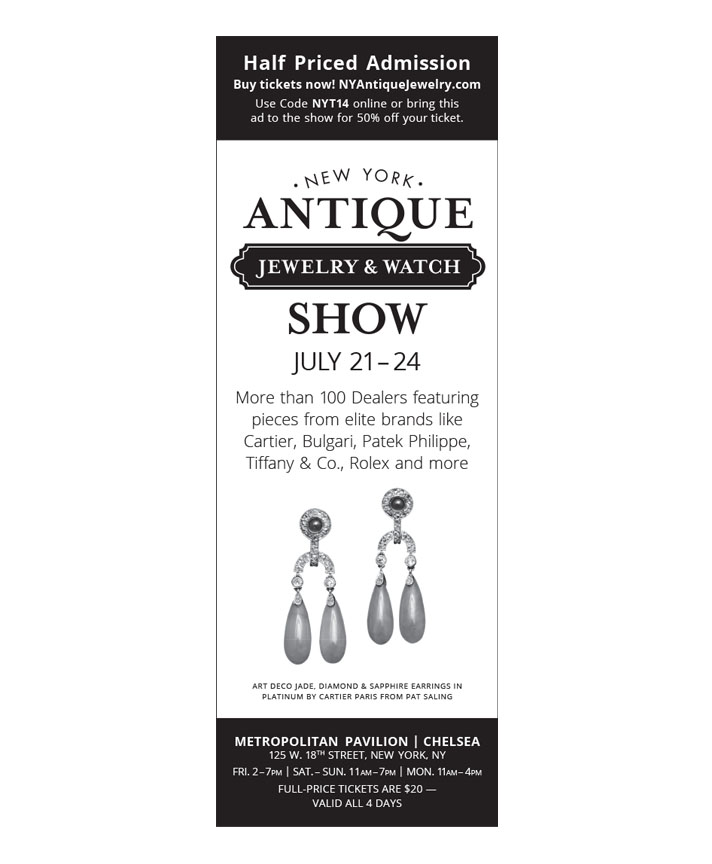 Half Priced Admission
Buy tickets now! NYAntiqueJewelry.com
Use Code NYT14 online or bring this
ad to the show for 50% off your ticket.
· NEW YORK ·
ANTIQUE
JEWELRY & WATCH
SHOW
JULY 21–24
More than 100 Dealers featuring
pieces from elite brands like
Cartier, Bulgari, Patek Philippe,
Tiffany & Co., Rolex and more
ART DECO JADE, DIAMOND & SAPPHIRE EARRINGS IN
PLATINUM BY CARTIER PARIS FROM PAT SALING
METROPOLITAN PAVILION | CHELSEA
125 W. 18TH STREET, NEW YORK, NY
FRI. 2–7PM | SAT.– SUN. 11AM–7PM | MON. 11AM–4PM
FULL-PRICE TICKETS ARE $20 —
VALID ALL 4 DAYS